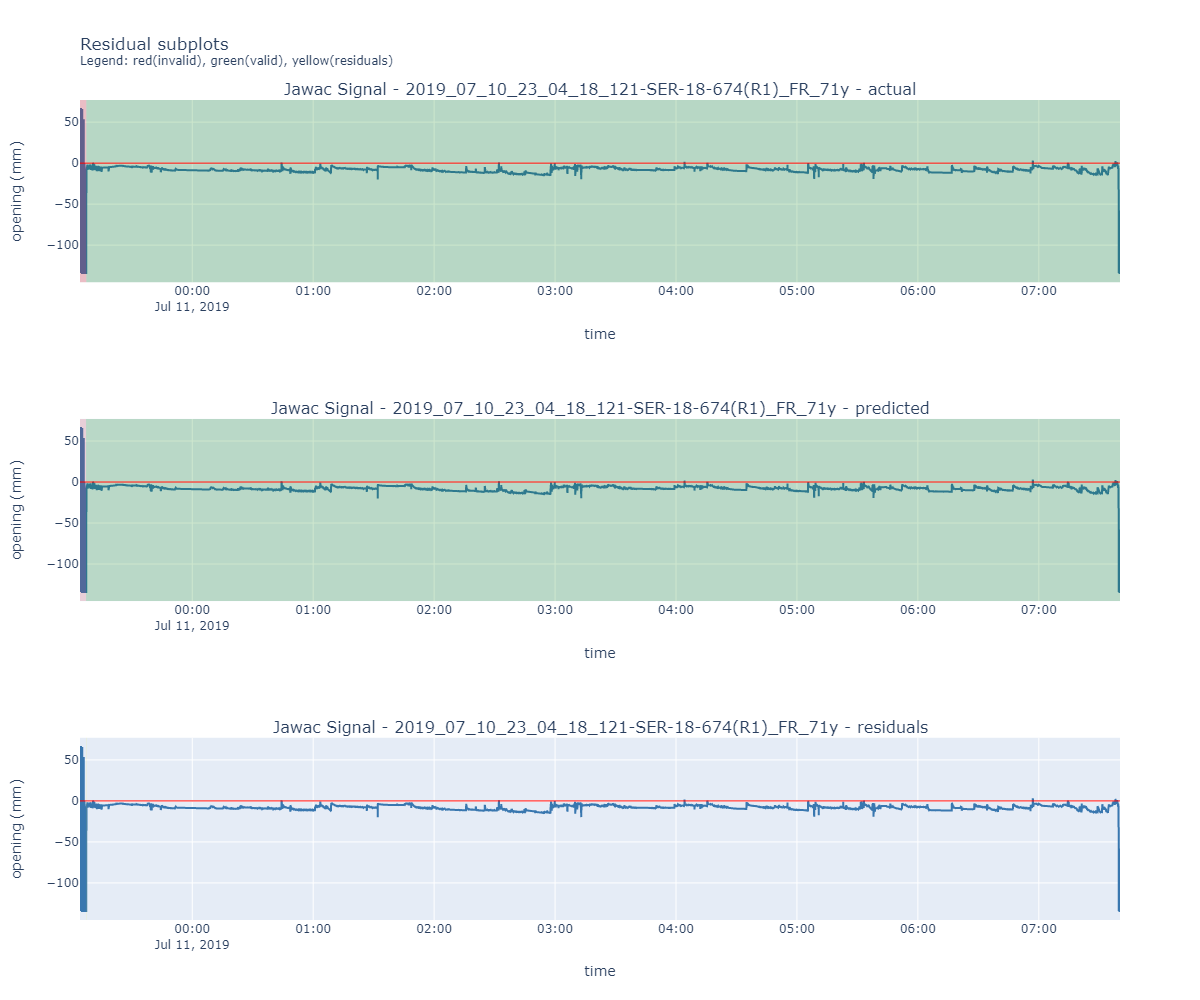 Residual subplots
Legend: red(invalid), green(valid), yellow(residuals)
Jawac Signal - 2019_07_10_23_04_18_121-SER-18-674(R1)_FR_71y - actual
opening (mm)
50
0
−50
−100
00:00 01:00 02:00 03:00 04:00 05:00 06:00 07:00
Jul 11, 2019
time
Jawac Signal - 2019_07_10_23_04_18_121-SER-18-674(R1)_FR_71y - predicted
opening (mm)
50
0
−50
−100
00:00 01:00 02:00 03:00 04:00 05:00 06:00 07:00
Jul 11, 2019
time
Jawac Signal - 2019_07_10_23_04_18_121-SER-18-674(R1)_FR_71y - residuals
opening (mm)
50
0
−50
−100
00:00 01:00 02:00 03:00 04:00 05:00 06:00 07:00
Jul 11, 2019
time